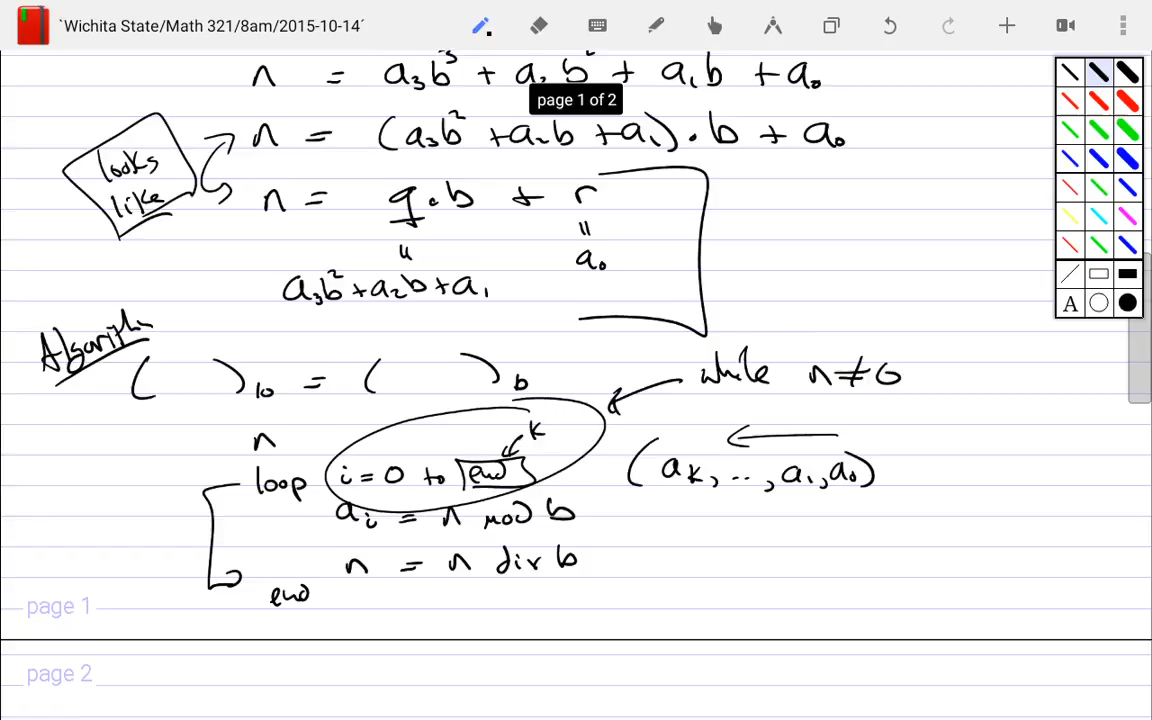 `Wichita State/Math 321/8am/2015-10-14´
n = a₃b³ + a₂b² + a₁b + a₀
page 1 of 2
n = (a₃b² + a₂b + a₁)·b + a₀
looks
like
n = q·b + r
" "
a₀
a₃b² + a₂b + a₁
Algorithm
( )₁₀ = ( )b
while n ≠ 0
n
k
loop i = 0 to end
(aₖ, ..., a₁, a₀)
aᵢ = n mod b
n = n div b
end
page 1
page 2
A